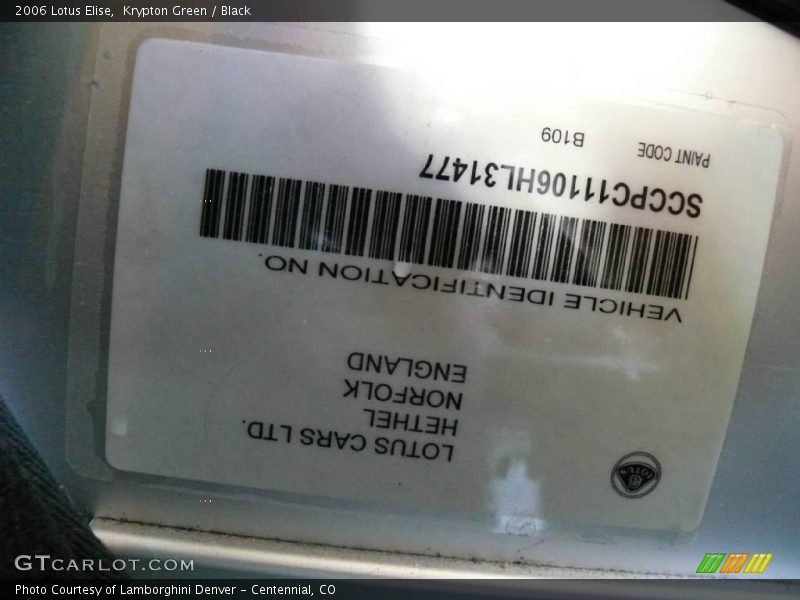 2006 Lotus Elise, Krypton Green / Black
LOTUS CARS LTD.
HETHEL
NORFOLK
ENGLAND
VEHICLE IDENTIFICATION NO.
SCCPC11106HL31477
PAINT CODE B109
LOTUS
GTCARLOT.COM
Photo Courtesy of Lamborghini Denver - Centennial, CO